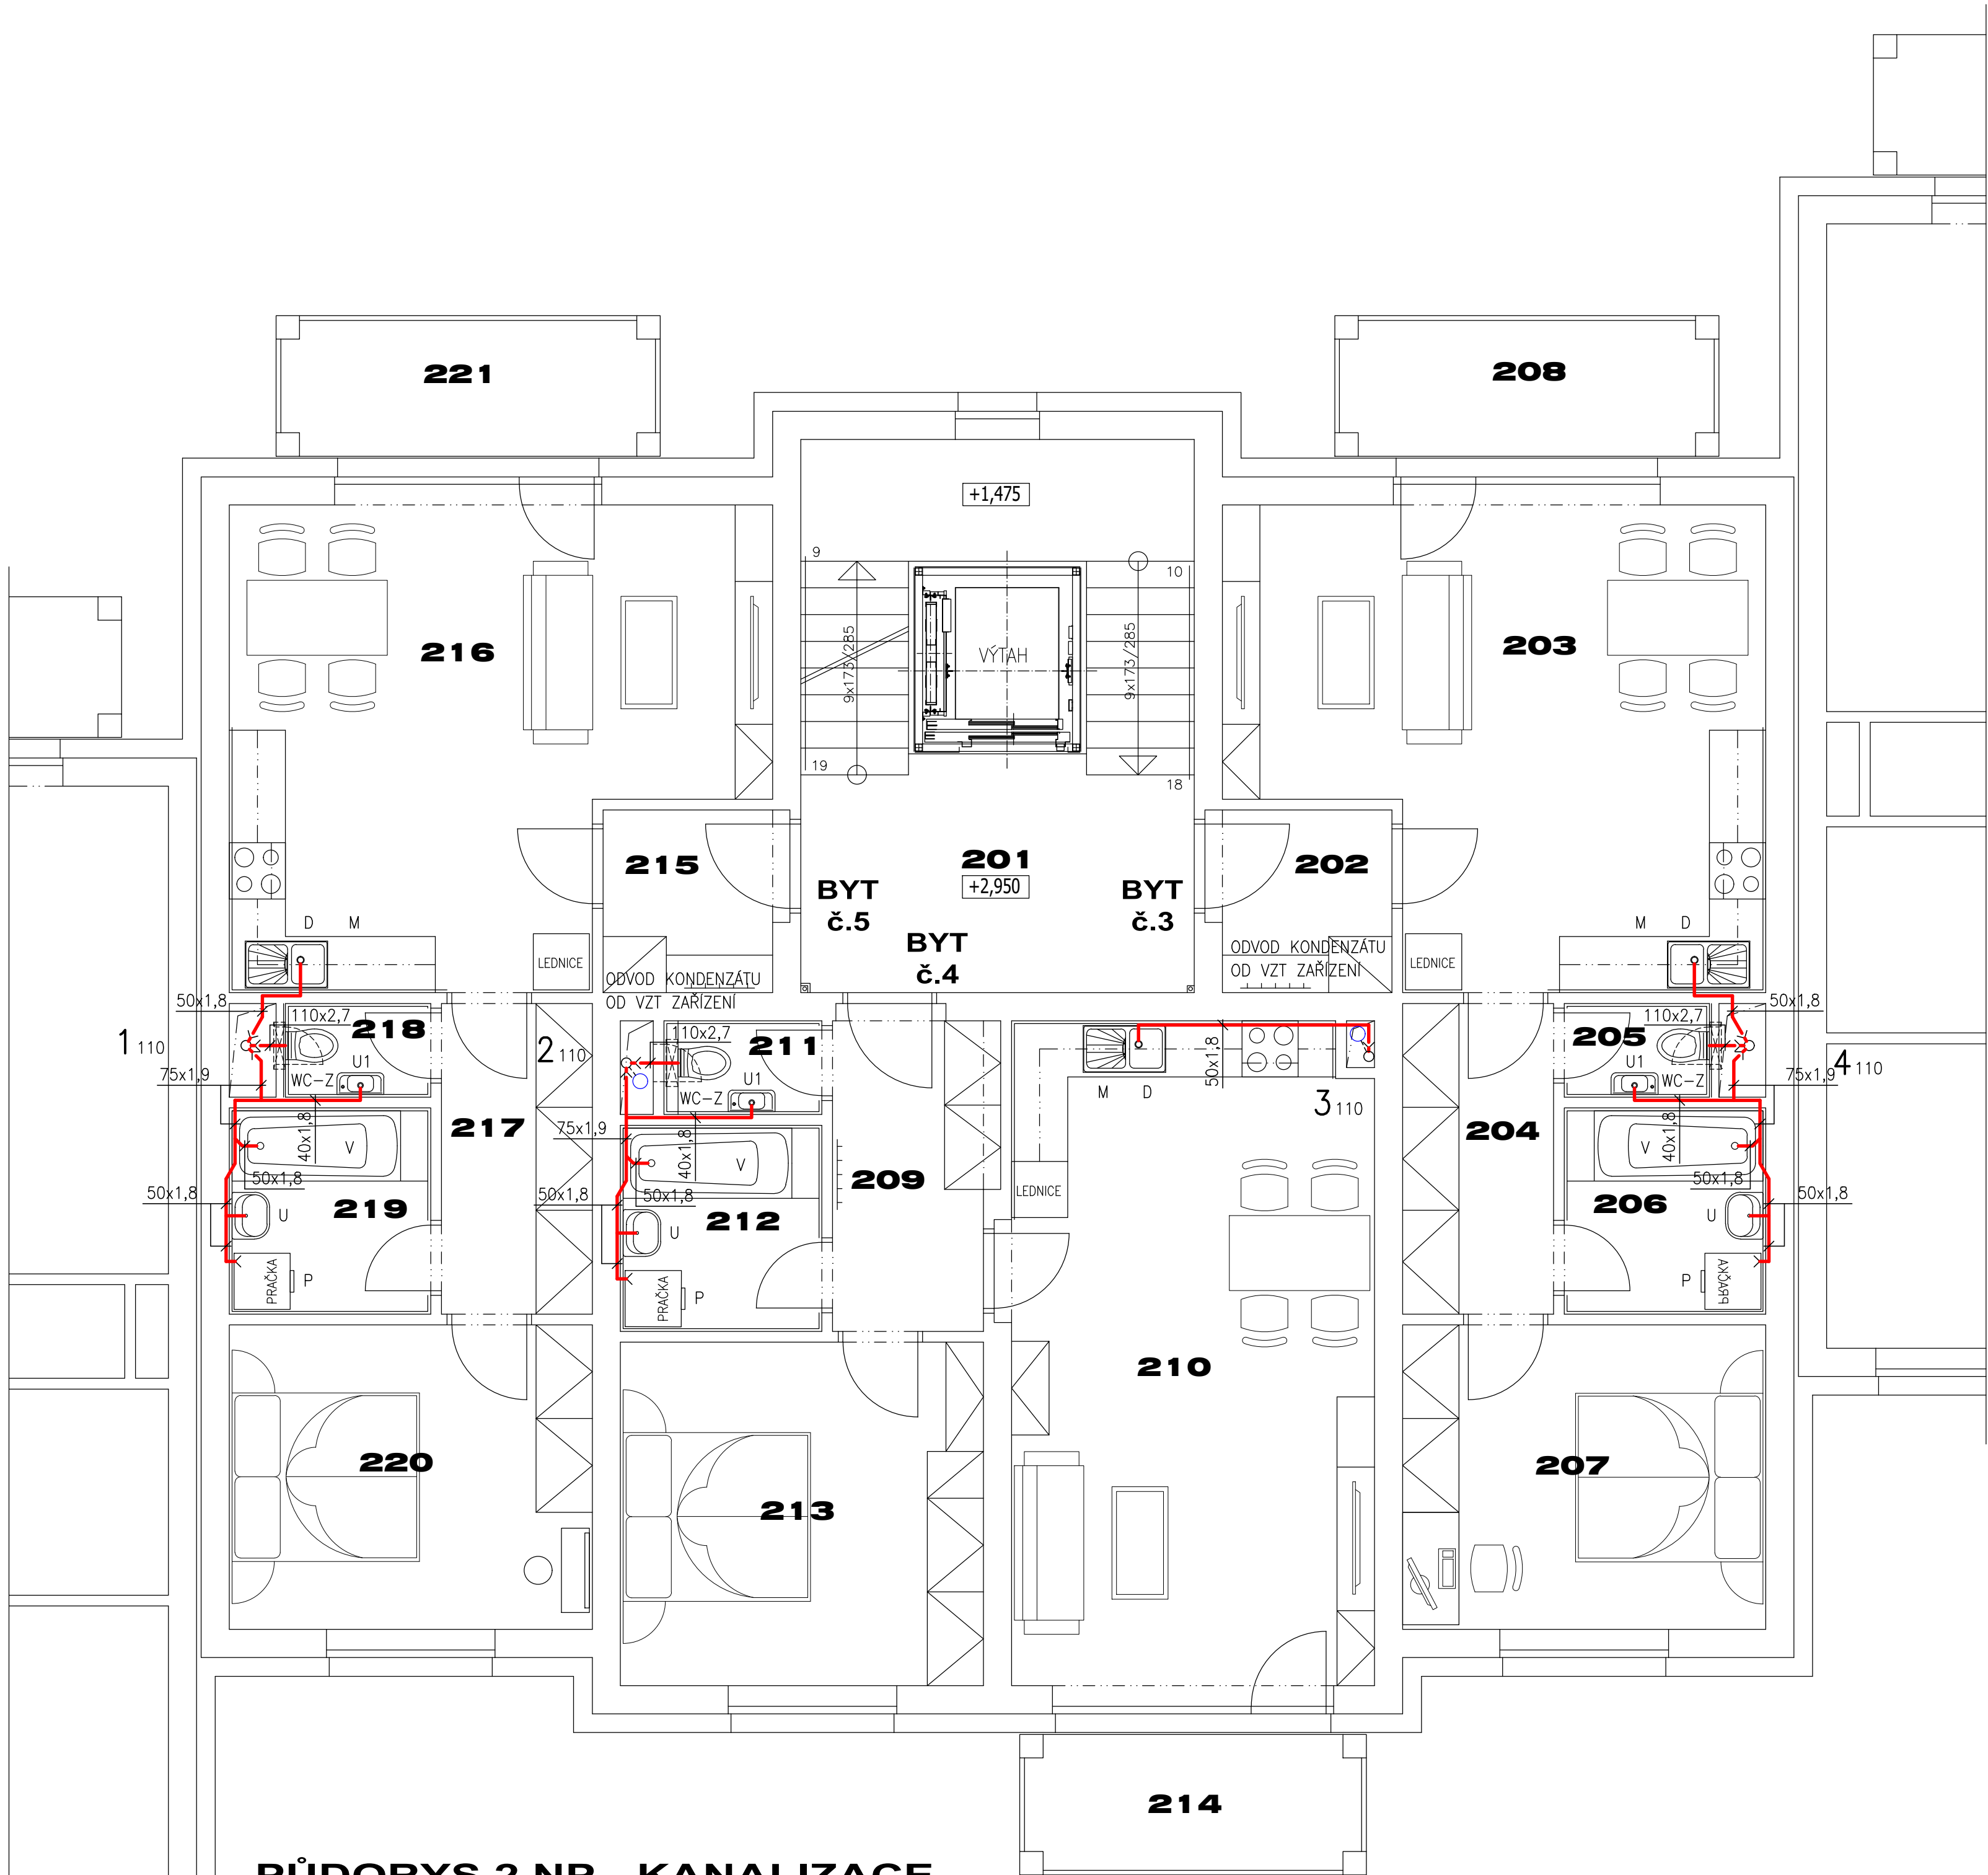 221
208
+1,475
9
10
9x173/285
9x173/285
VÝTAH
216
203
19
18
215
201
+2,950
202
BYT
č.5
BYT
č.3
BYT
č.4
D M
M D
LEDNICE
LEDNICE
ODVOD KONDENZÁTU
OD VZT ZAŘÍZENÍ
ODVOD KONDENZÁTU
OD VZT ZAŘÍZENÍ
50x1,8
110x2,7
218
1 110
U1
WC-Z
75x1,9
2 110
110x2,7
211
U1
WC-Z
50x1,8
M D
3 110
50x1,8
110x2,7
205
U1
WC-Z
75x1,9
4 110
40x1,8
V
217
75x1,9
40x1,8
V
204
40x1,8
V
50x1,8
50x1,8
219
U
50x1,8
50x1,8
212
U
209
LEDNICE
50x1,8
50x1,8
206
U
PRAČKA
P
PRAČKA
P
P
PRAČKA
210
220
213
207
214
PŮDORYS 2.NP - KANALIZACE